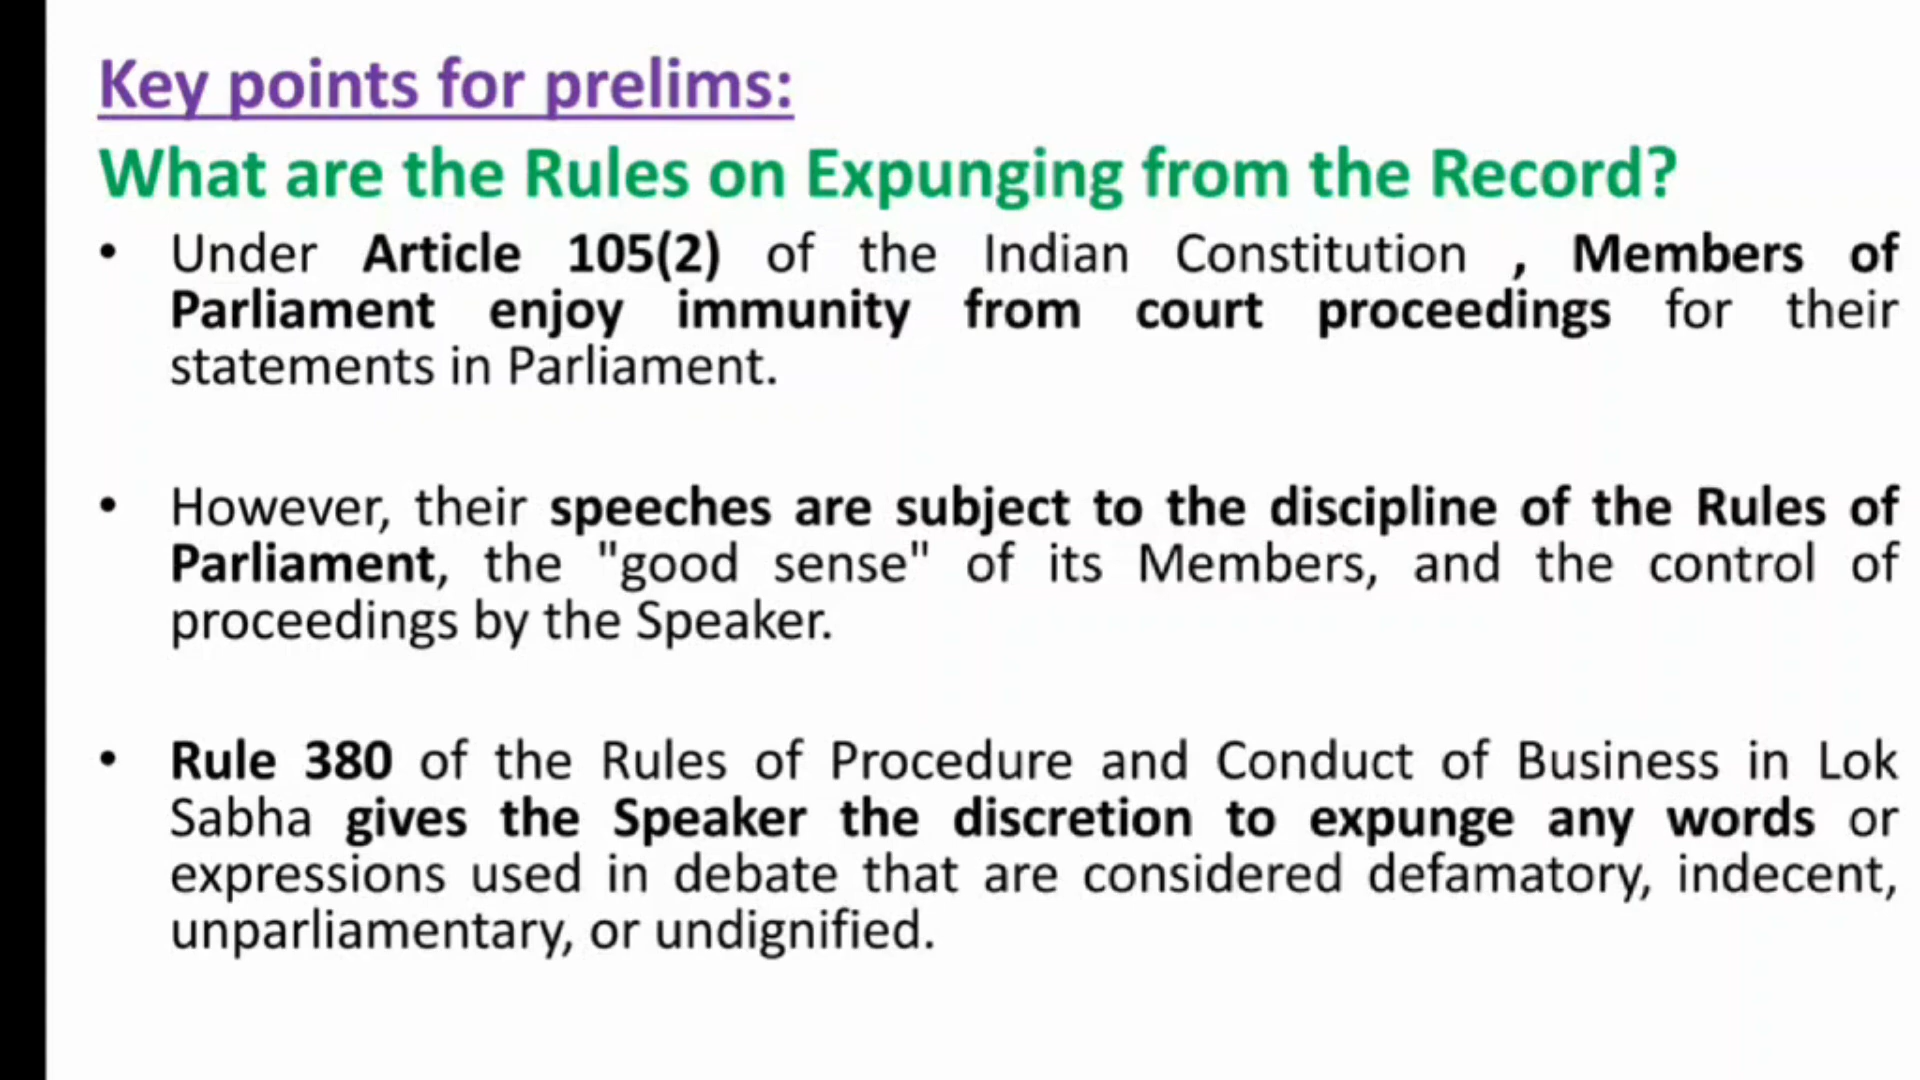 Key points for prelims:
What are the Rules on Expunging from the Record?
• Under Article 105(2) of the Indian Constitution , Members of
Parliament enjoy immunity from court proceedings for their
statements in Parliament.
• However, their speeches are subject to the discipline of the Rules of
Parliament, the "good sense" of its Members, and the control of
proceedings by the Speaker.
• Rule 380 of the Rules of Procedure and Conduct of Business in Lok
Sabha gives the Speaker the discretion to expunge any words or
expressions used in debate that are considered defamatory, indecent,
unparliamentary, or undignified.